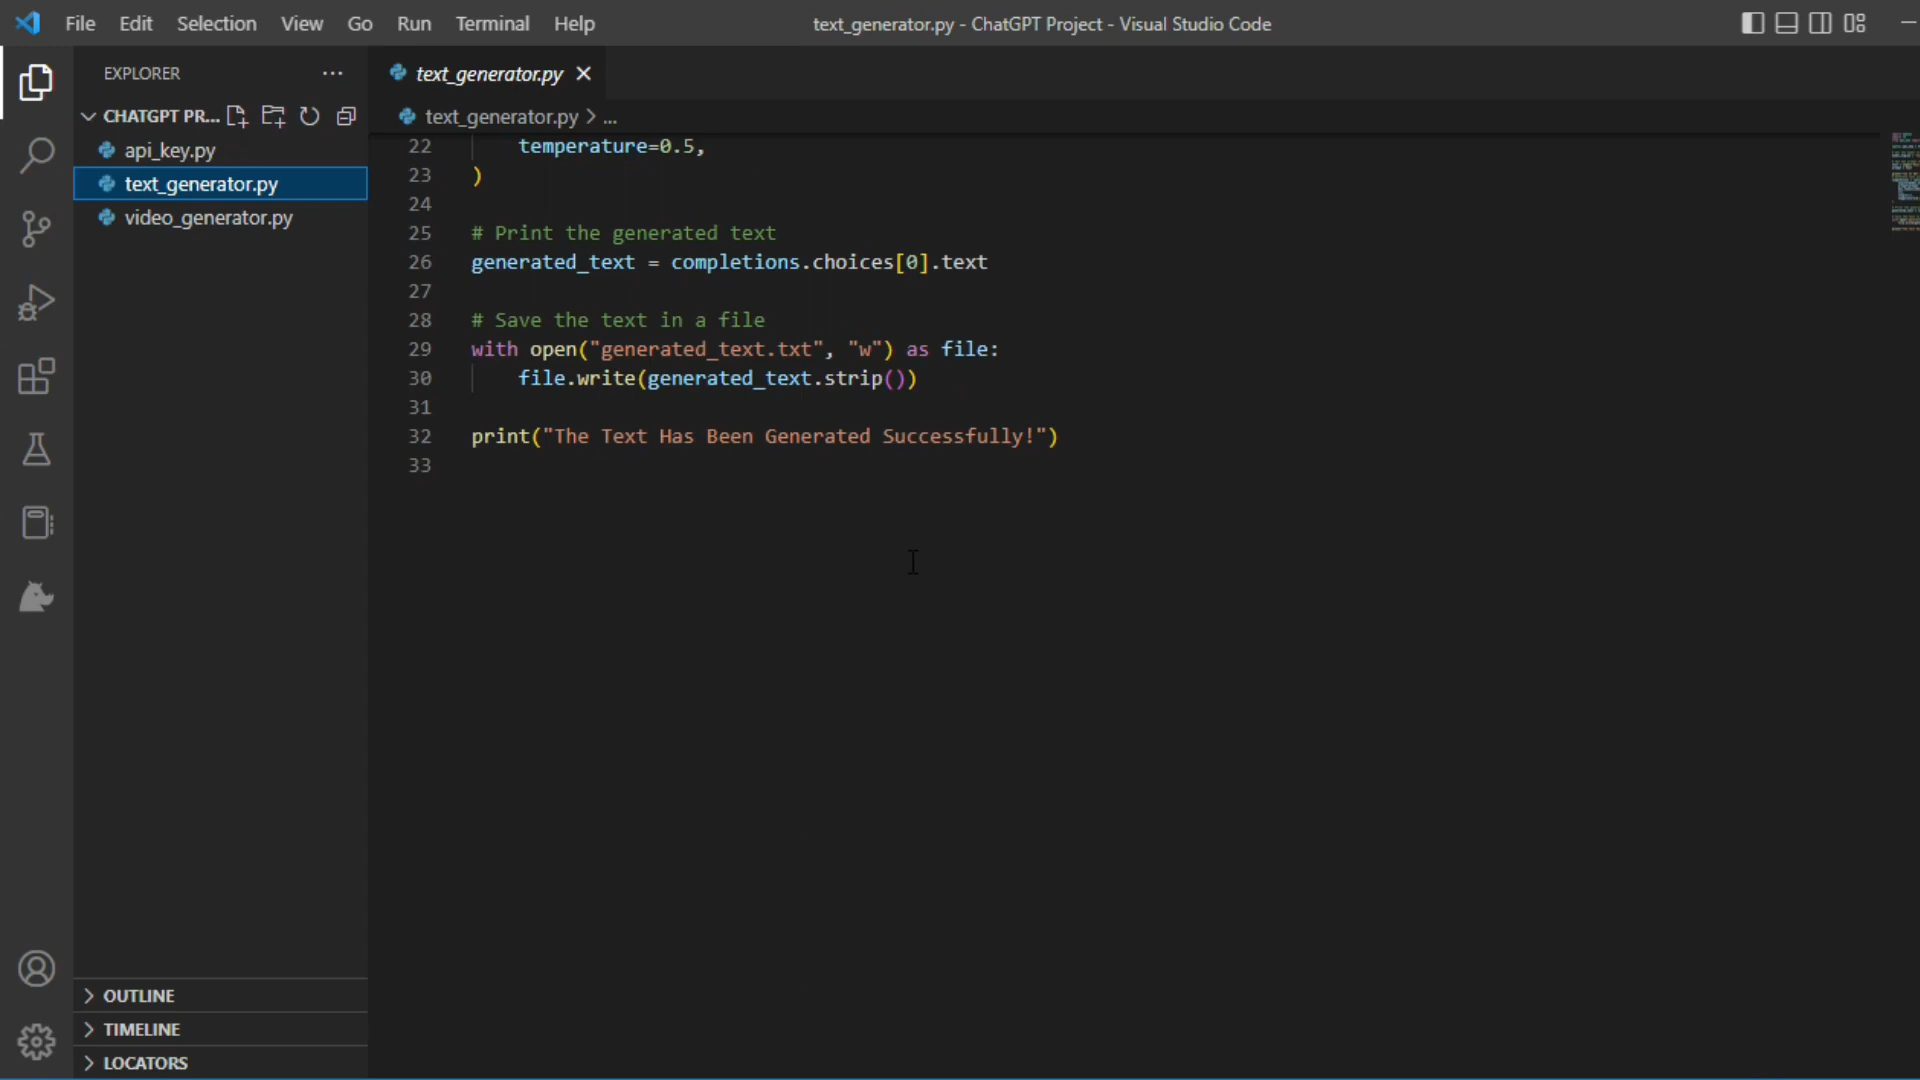 File Edit Selection View Go Run Terminal Help
text_generator.py - ChatGPT Project - Visual Studio Code
EXPLORER
CHATGPT PR...
api_key.py
text_generator.py
video_generator.py
OUTLINE
TIMELINE
LOCATORS
text_generator.py
text_generator.py > ...
22 temperature=0.5,
23 )
24
25 # Print the generated text
26 generated_text = completions.choices[0].text
27
28 # Save the text in a file
29 with open("generated_text.txt", "w") as file:
30 file.write(generated_text.strip())
31
32 print("The Text Has Been Generated Successfully!")
33